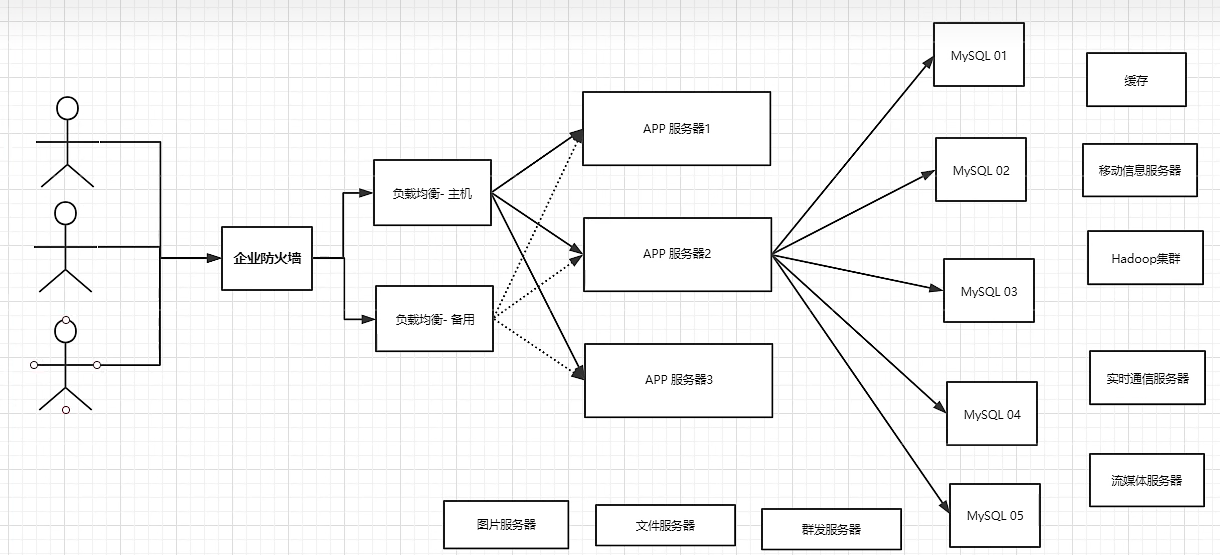 MySQL 01
缓存
APP 服务器1
MySQL 02
移动信息服务器
负载均衡- 主机
企业防火墙
APP 服务器2
Hadoop集群
MySQL 03
负载均衡- 备用
APP 服务器3
实时通信服务器
MySQL 04
流媒体服务器
图片服务器
文件服务器
群发服务器
MySQL 05